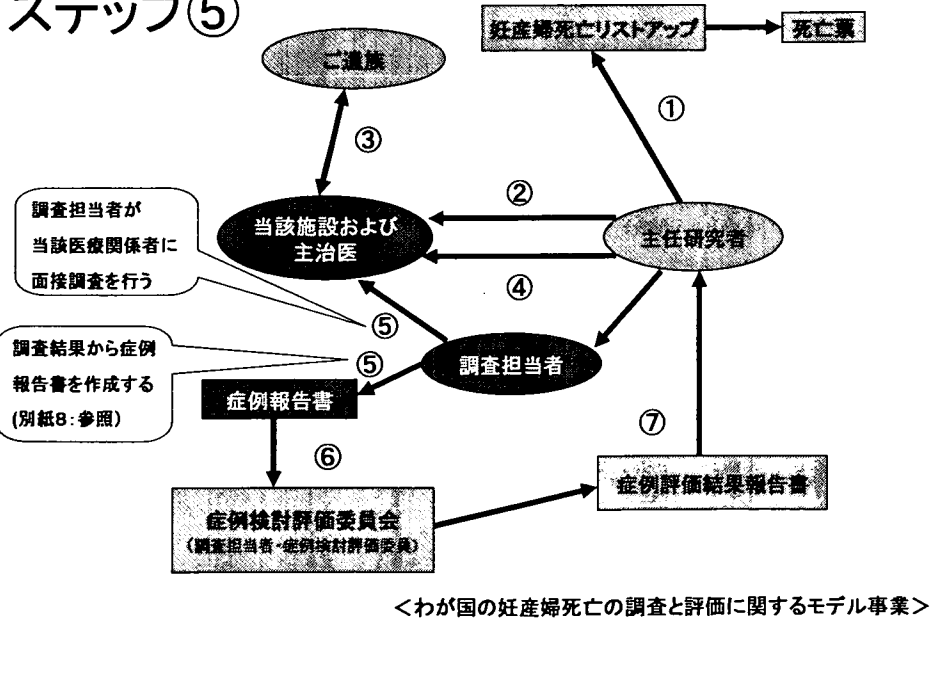 ステップ⑤
妊産婦死亡リストアップ
死亡票
ご遺族
①
③
②
調査担当者が
当該医療関係者に
面接調査を行う
当該施設および
主治医
主任研究者
④
⑤
調査結果から症例
報告書を作成する
(別紙8:参照)
⑤
調査担当者
症例報告書
⑦
⑥
症例評価結果報告書
症例検討評価委員会
(調査担当者・症例検討評価委員)
＜わが国の妊産婦死亡の調査と評価に関するモデル事業＞